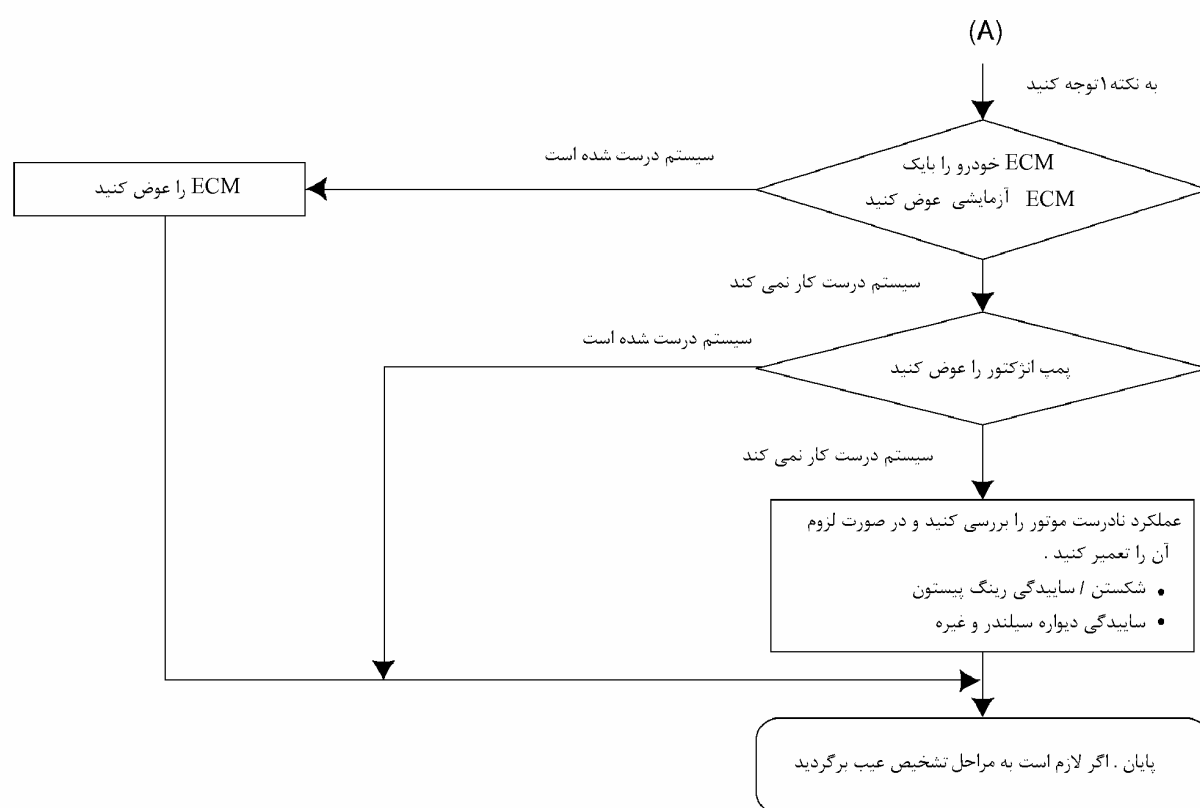 (A)
به نکته۱توجه کنید
ECM خودرو را بایک
ECM آزمایشی عوض کنید
سیستم درست شده است
ECM را عوض کنید
سیستم درست کار نمی کند
پمپ انژکتور را عوض کنید
سیستم درست شده است
سیستم درست کار نمی کند
عملکرد نادرست موتور را بررسی کنید و در صورت لزوم
آن را تعمیر کنید .
• شکستن / ساییدگی رینگ پیستون
• ساییدگی دیواره سیلندر و غیره
پایان . اگر لازم است به مراحل تشخیص عیب برگردید